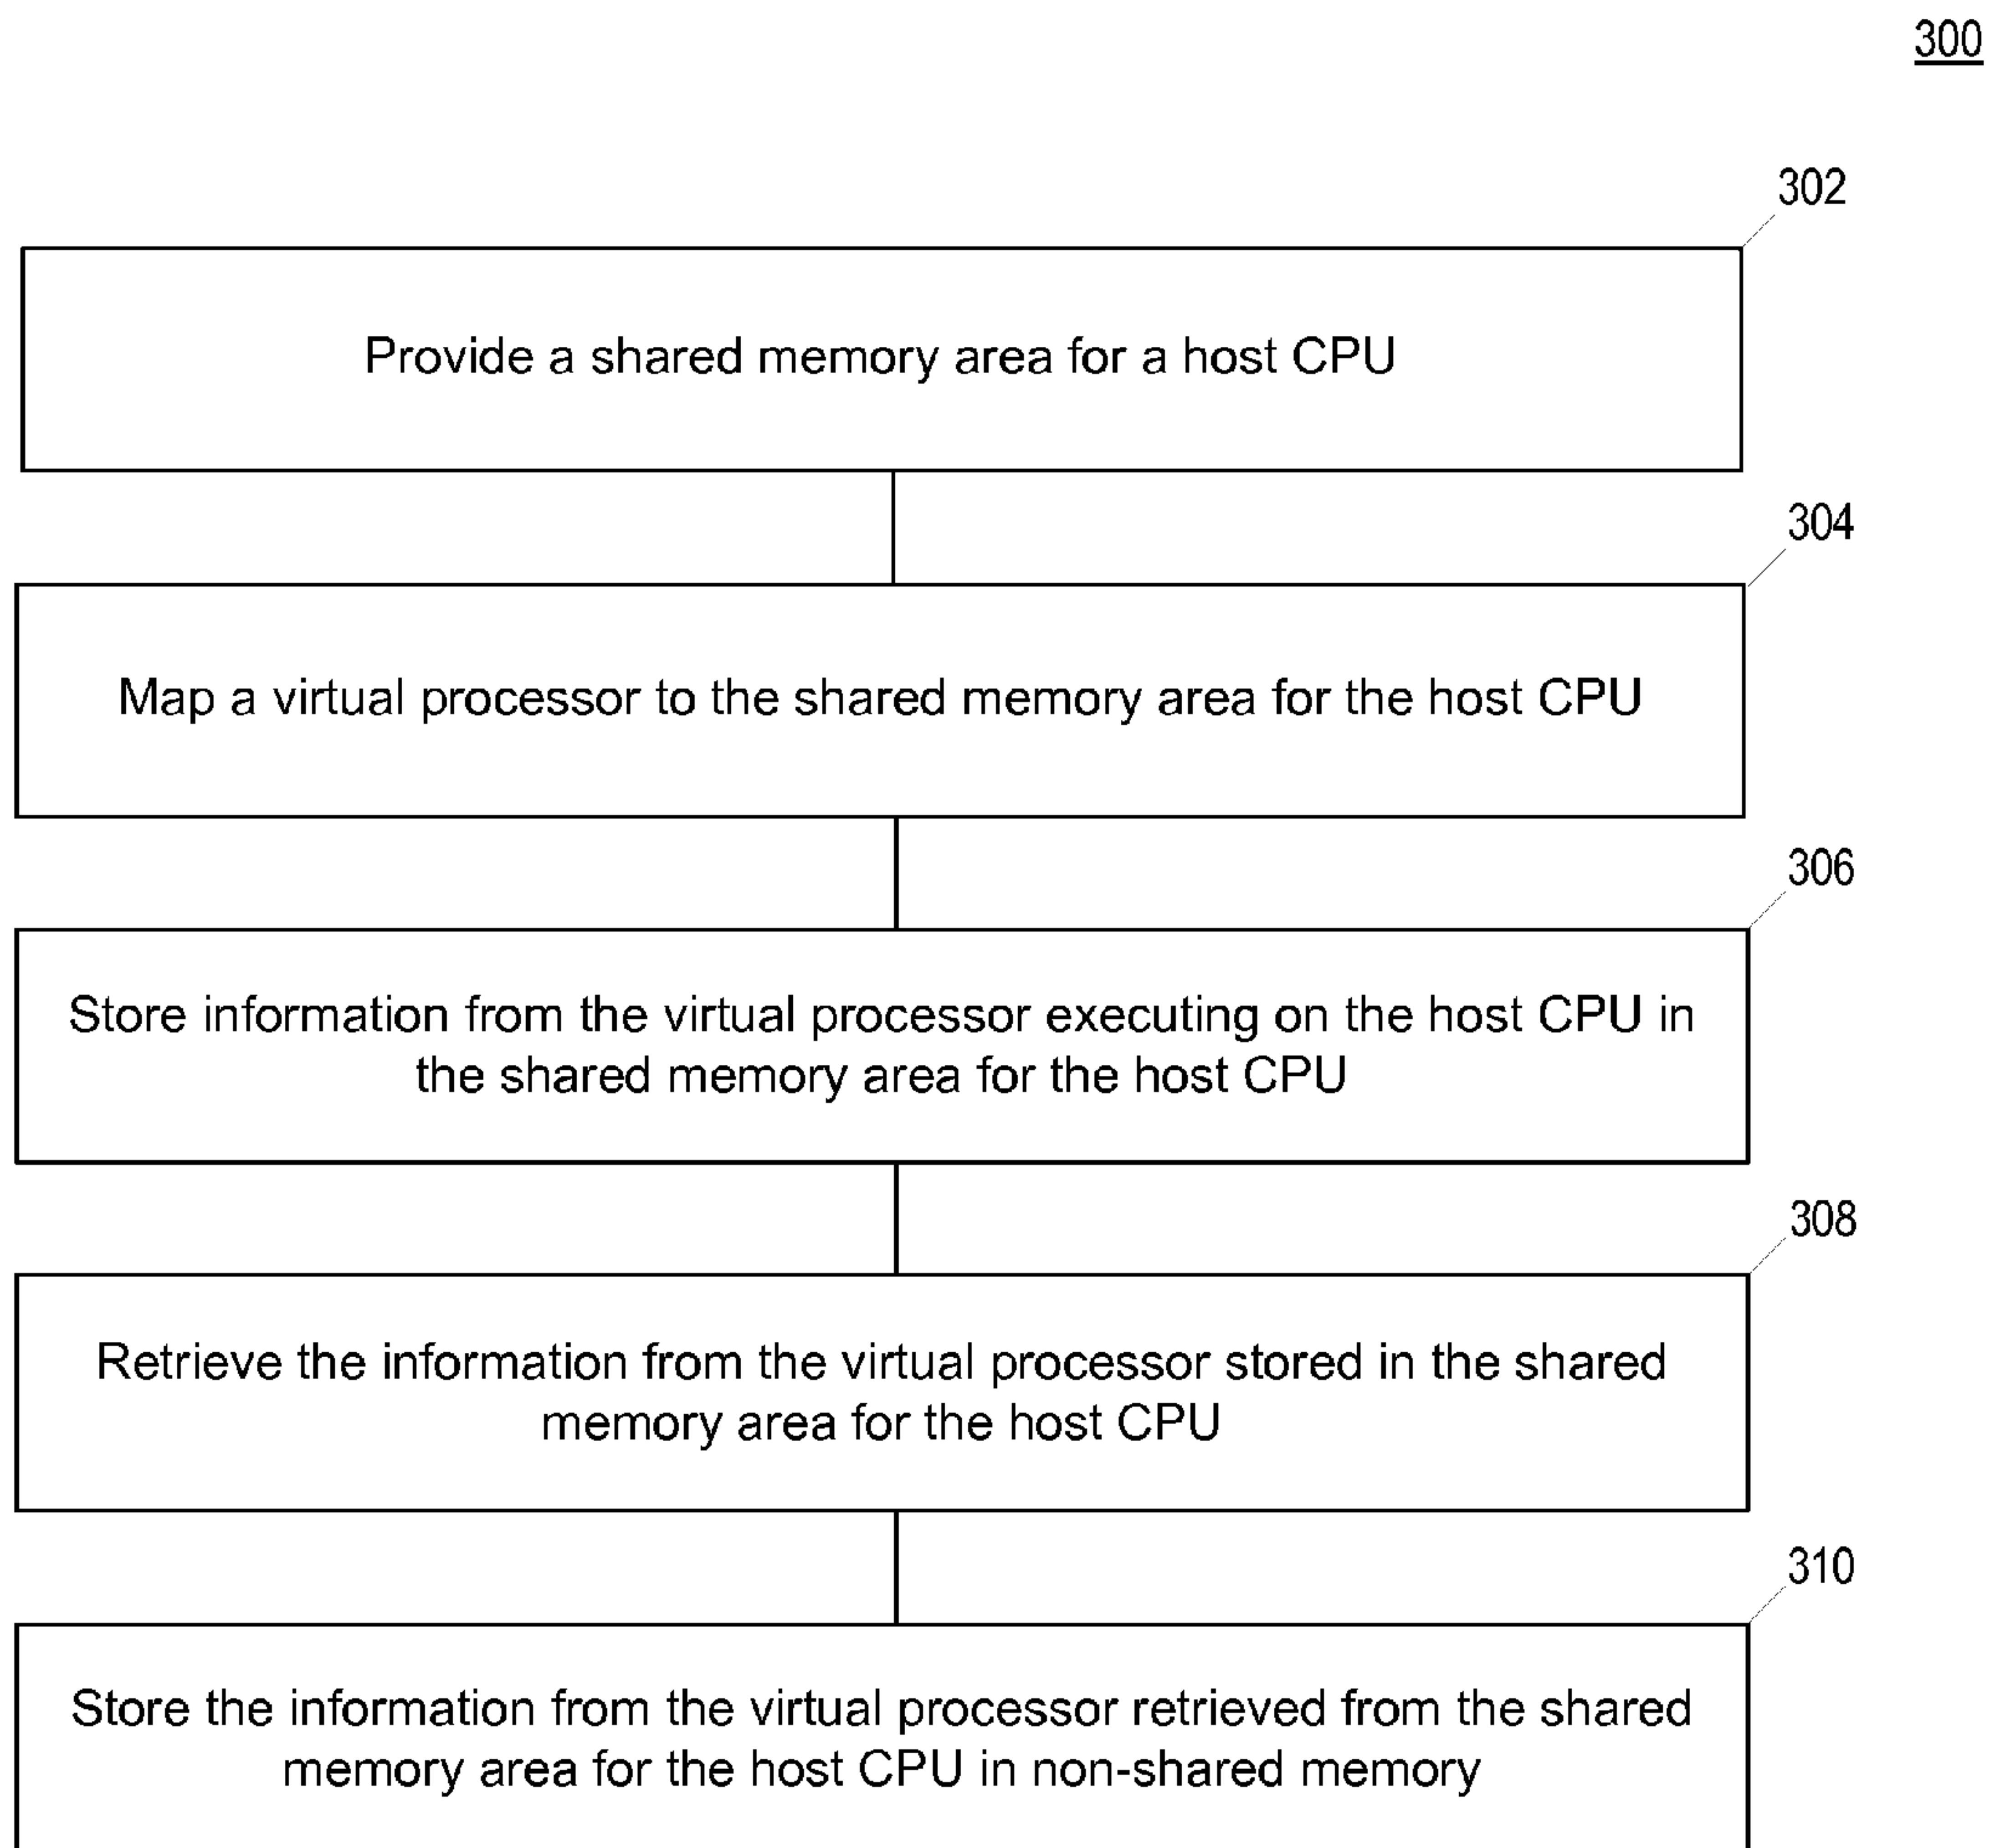 300
302
Provide a shared memory area for a host CPU
304
Map a virtual processor to the shared memory area for the host CPU
306
Store information from the virtual processor executing on the host CPU in
the shared memory area for the host CPU
308
Retrieve the information from the virtual processor stored in the shared
memory area for the host CPU
310
Store the information from the virtual processor retrieved from the shared
memory area for the host CPU in non-shared memory